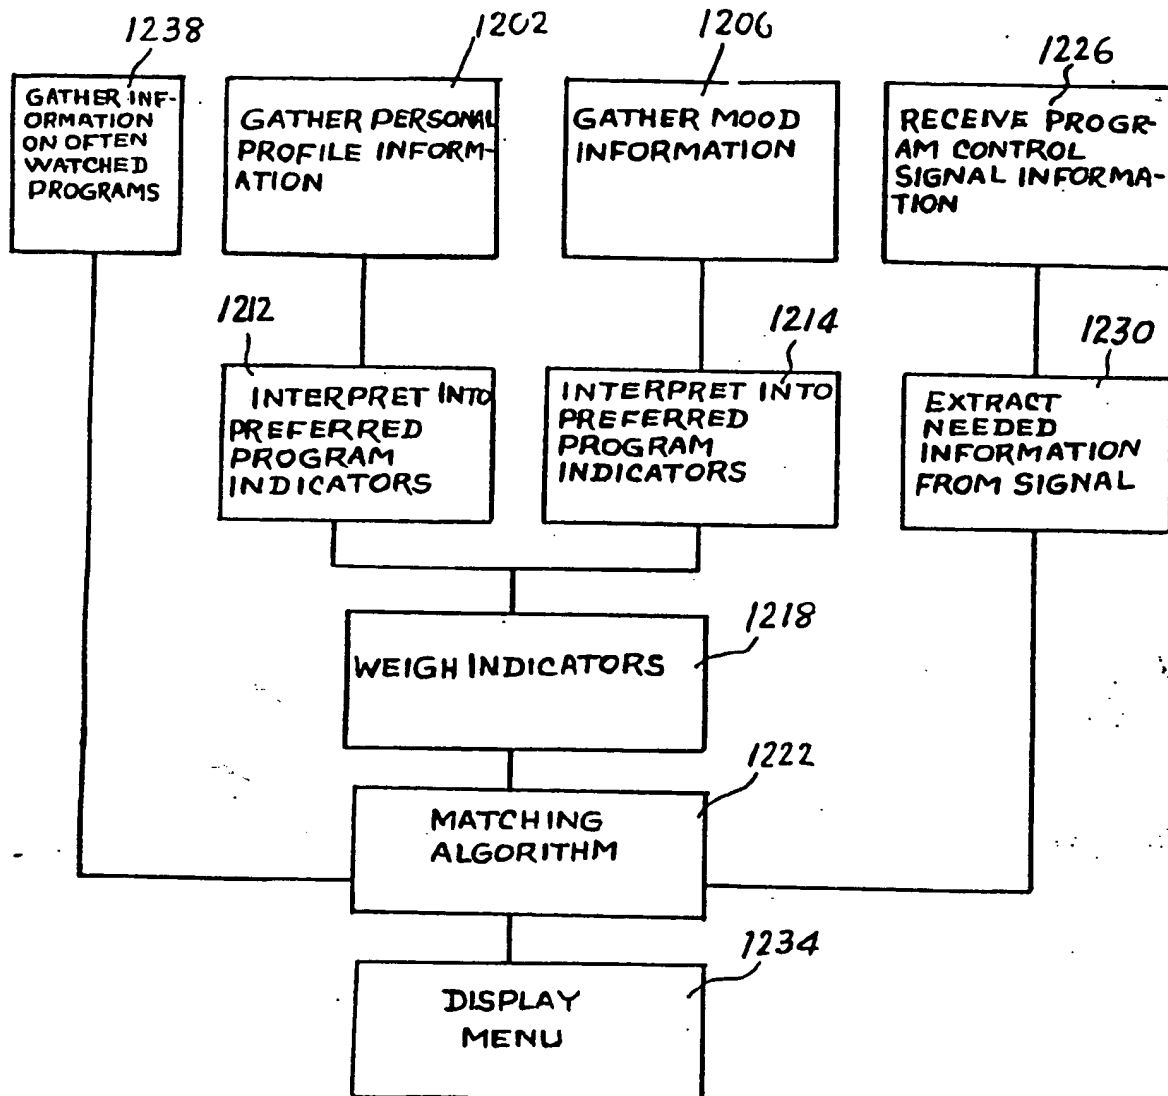 1238
1202
1206
1226
GATHER INF-
ORMATION
ON OFTEN
WATCHED
PROGRAMS
GATHER PERSONAL
PROFILE INFORM-
ATION
GATHER MOOD
INFORMATION
RECEIVE PROGR-
AM CONTROL
SIGNAL INFORMA-
TION
1212
1214
1230
INTERPRET INTO
PREFERRED
PROGRAM
INDICATORS
INTERPRET INTO
PREFERRED
PROGRAM
INDICATORS
EXTRACT
NEEDED
INFORMATION
FROM SIGNAL
1218
WEIGH INDICATORS
1222
MATCHING
ALGORITHM
1234
DISPLAY
MENU